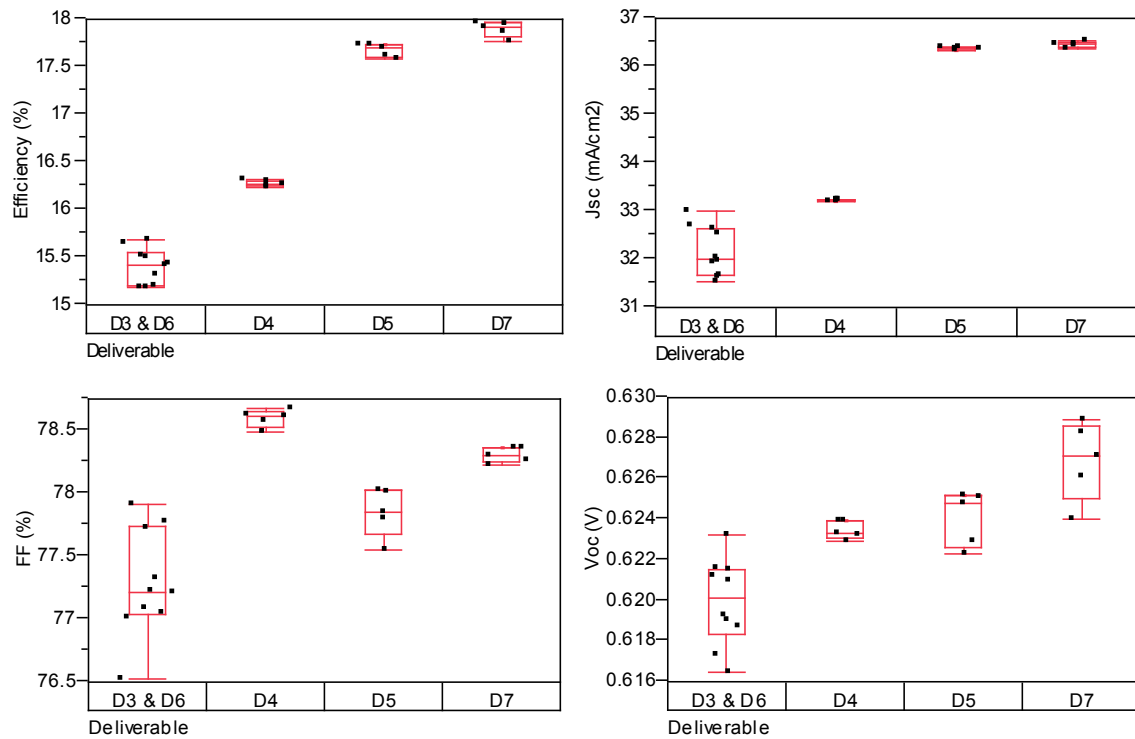 Efficiency (%)
18
17.5
17
16.5
16
15.5
15
D3 & D6 D4 D5 D7
Deliverable
Jsc (mA/cm2)
37
36
35
34
33
32
31
D3 & D6 D4 D5 D7
Deliverable
FF (%)
78.5
78
77.5
77
76.5
D3 & D6 D4 D5 D7
Deliverable
Voc (V)
0.630
0.628
0.626
0.624
0.622
0.620
0.618
0.616
D3 & D6 D4 D5 D7
Deliverable